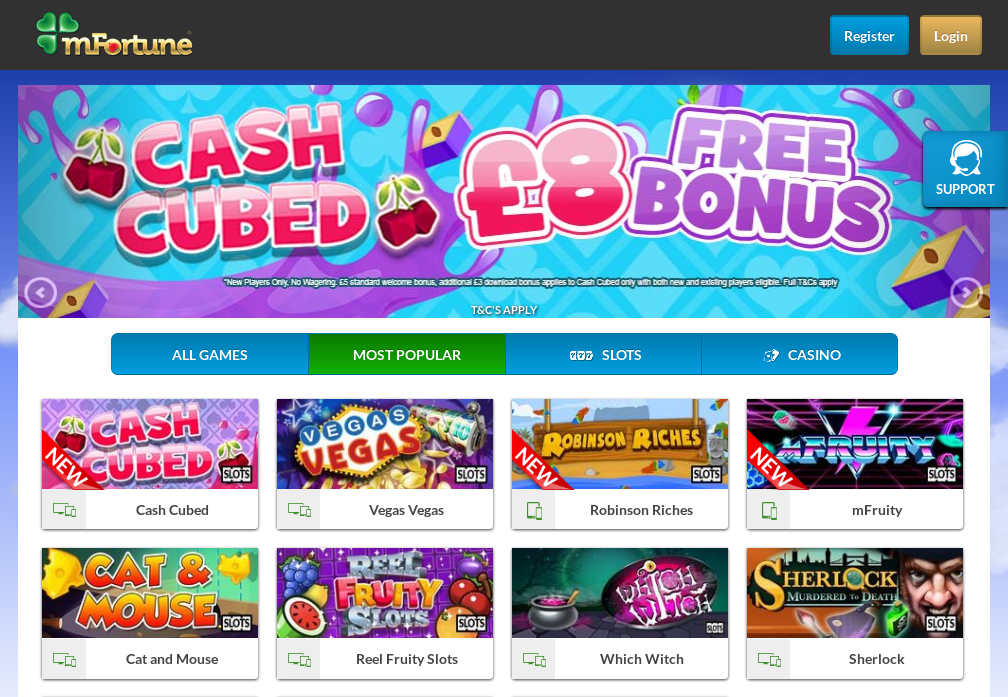 mFortune
Register
Login
CASH
CUBED
£8
FREE
BONUS
SUPPORT
*New Players Only, No Wagering. £5 standard welcome bonus, additional £3 download bonus applies to Cash Cubed only with both new and existing players eligible. Full T&Cs apply
T&C'S APPLY
ALL GAMES
MOST POPULAR
777 SLOTS
CASINO
CASH
CUBED
NEW
SLOTS
Cash Cubed
VEGAS
VEGAS
SLOTS
Vegas Vegas
ROBINSON RICHES
NEW
SLOTS
Robinson Riches
mFRUITY
NEW
SLOTS
mFruity
CAT &
MOUSE
SLOTS
Cat and Mouse
REEL
FRUITY
SLOTS
SLOTS
Reel Fruity Slots
WHICH
WITCH
SLOTS
Which Witch
SHERLOCK
MURDERED TO DEATH
SLOTS
Sherlock